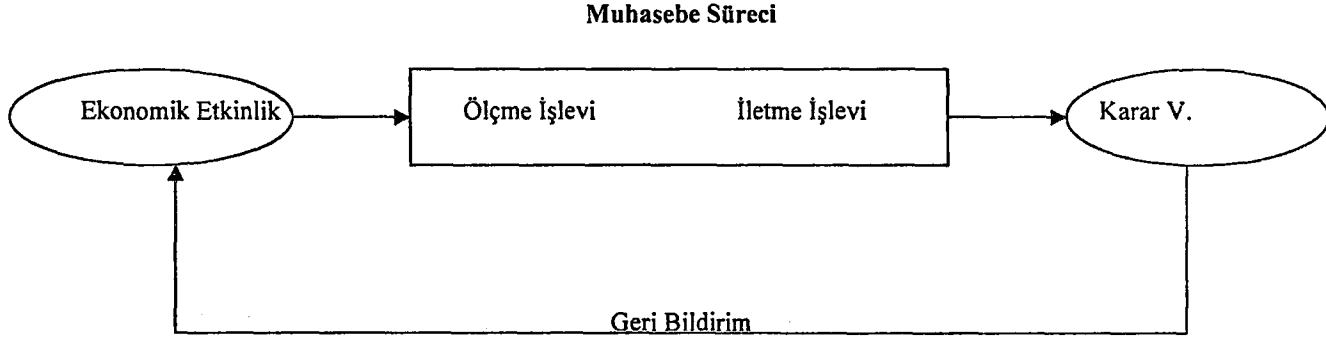 Muhasebe Süreci
Ekonomik Etkinlik
Ölçme İşlevi
İletme İşlevi
Karar V.
Geri Bildirim